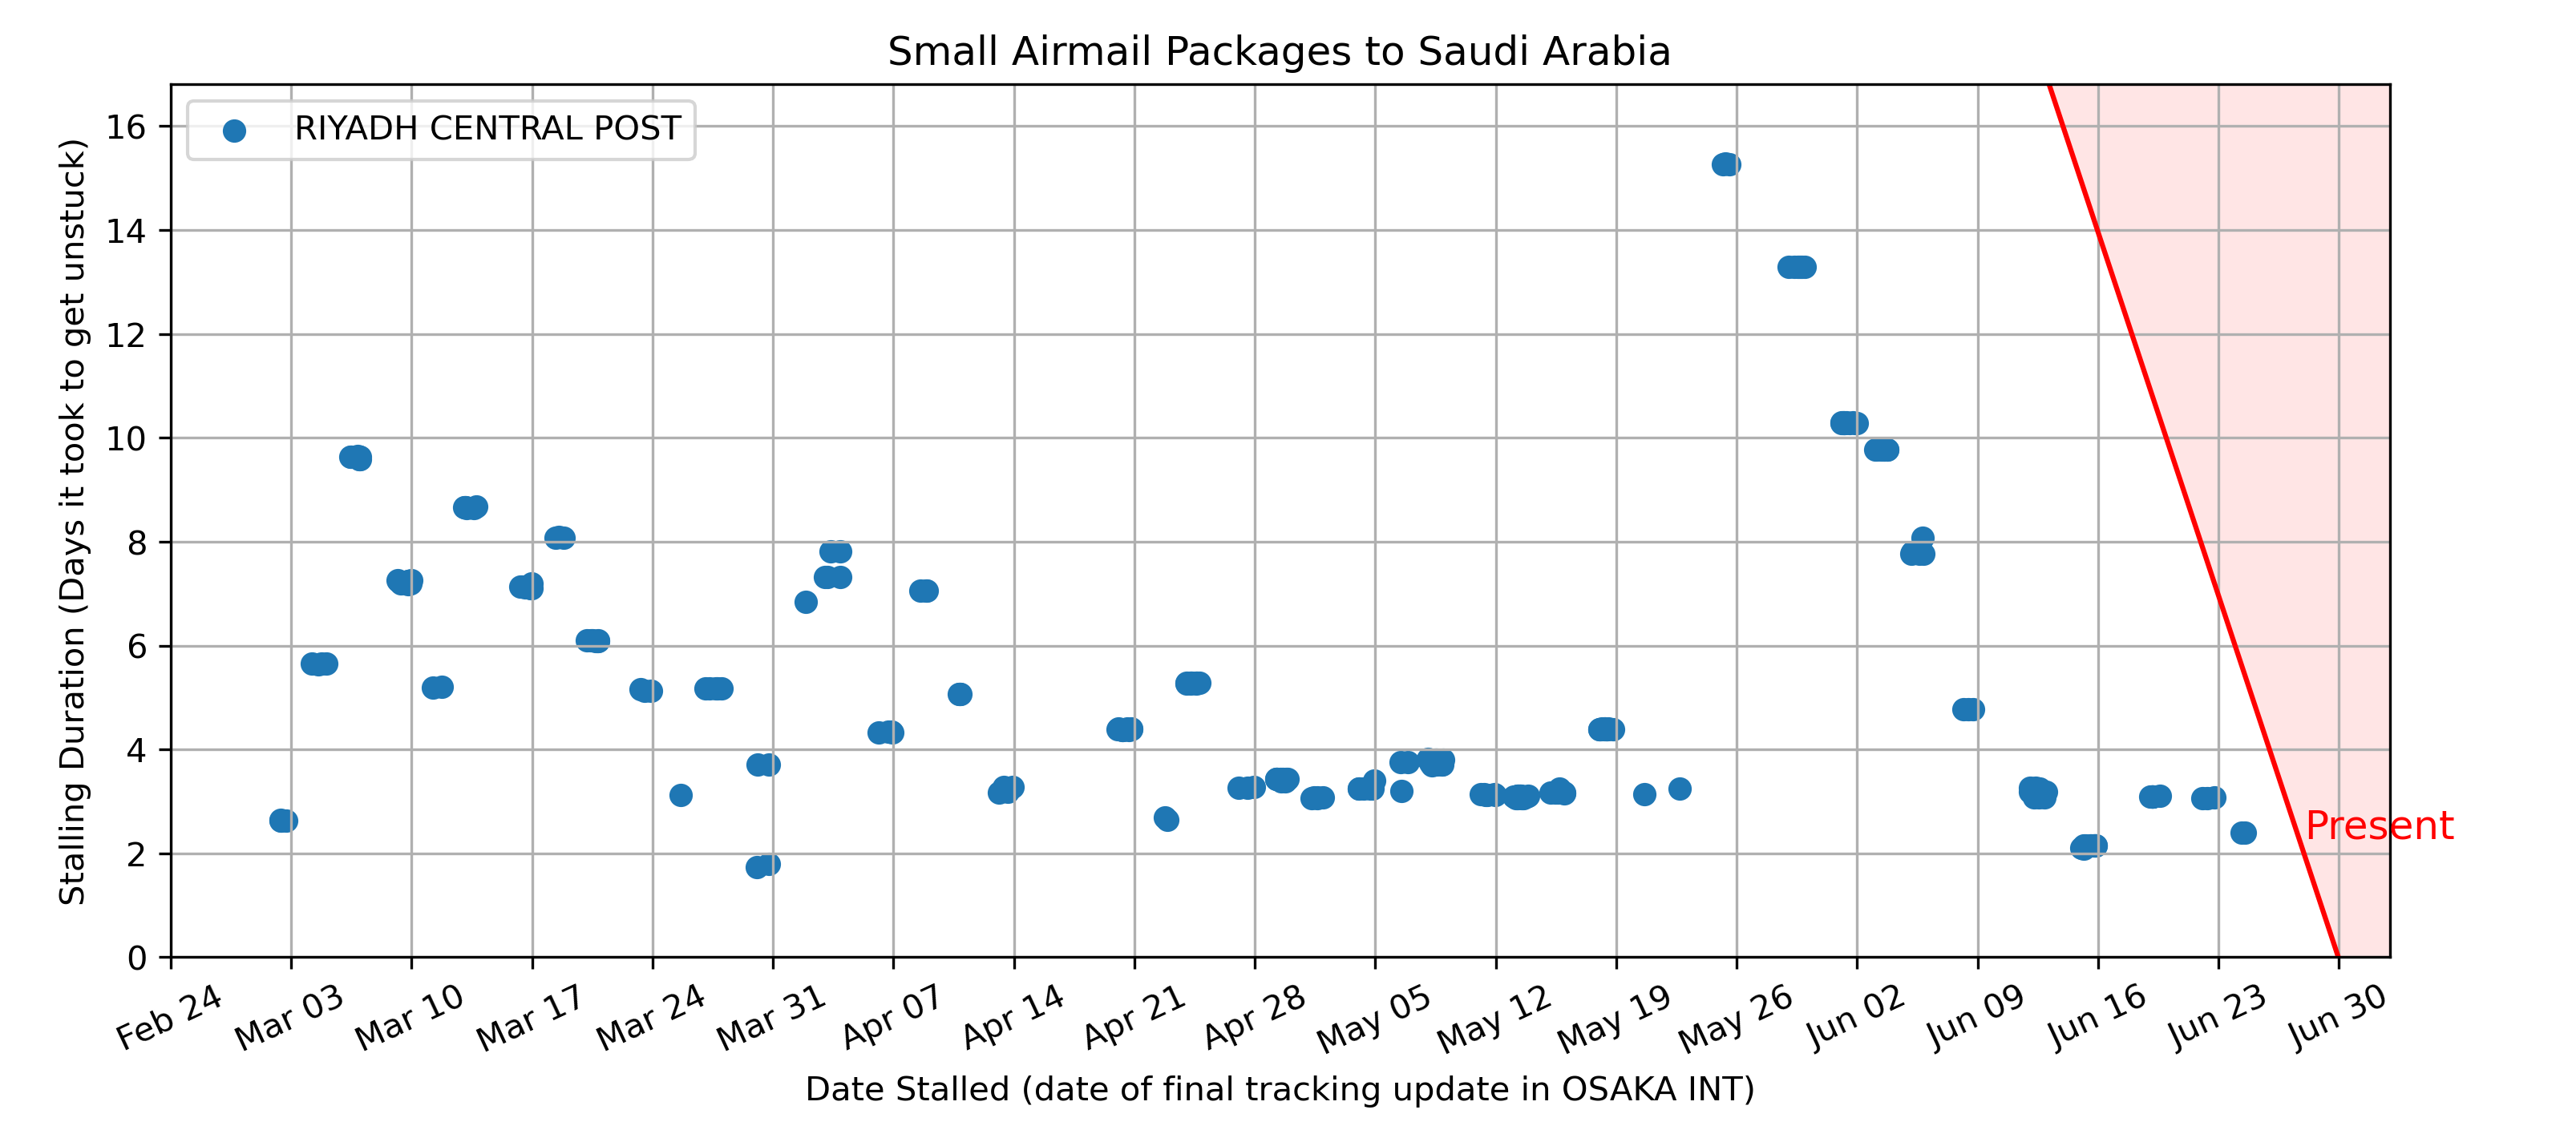 Small Airmail Packages to Saudi Arabia
RIYADH CENTRAL POST
Stalling Duration (Days it took to get unstuck)
16
14
12
10
8
6
4
2
0
Present
Feb 24 Mar 03 Mar 10 Mar 17 Mar 24 Mar 31 Apr 07 Apr 14 Apr 21 Apr 28 May 05 May 12 May 19 May 26 Jun 02 Jun 09 Jun 16 Jun 23 Jun 30
Date Stalled (date of final tracking update in OSAKA INT)